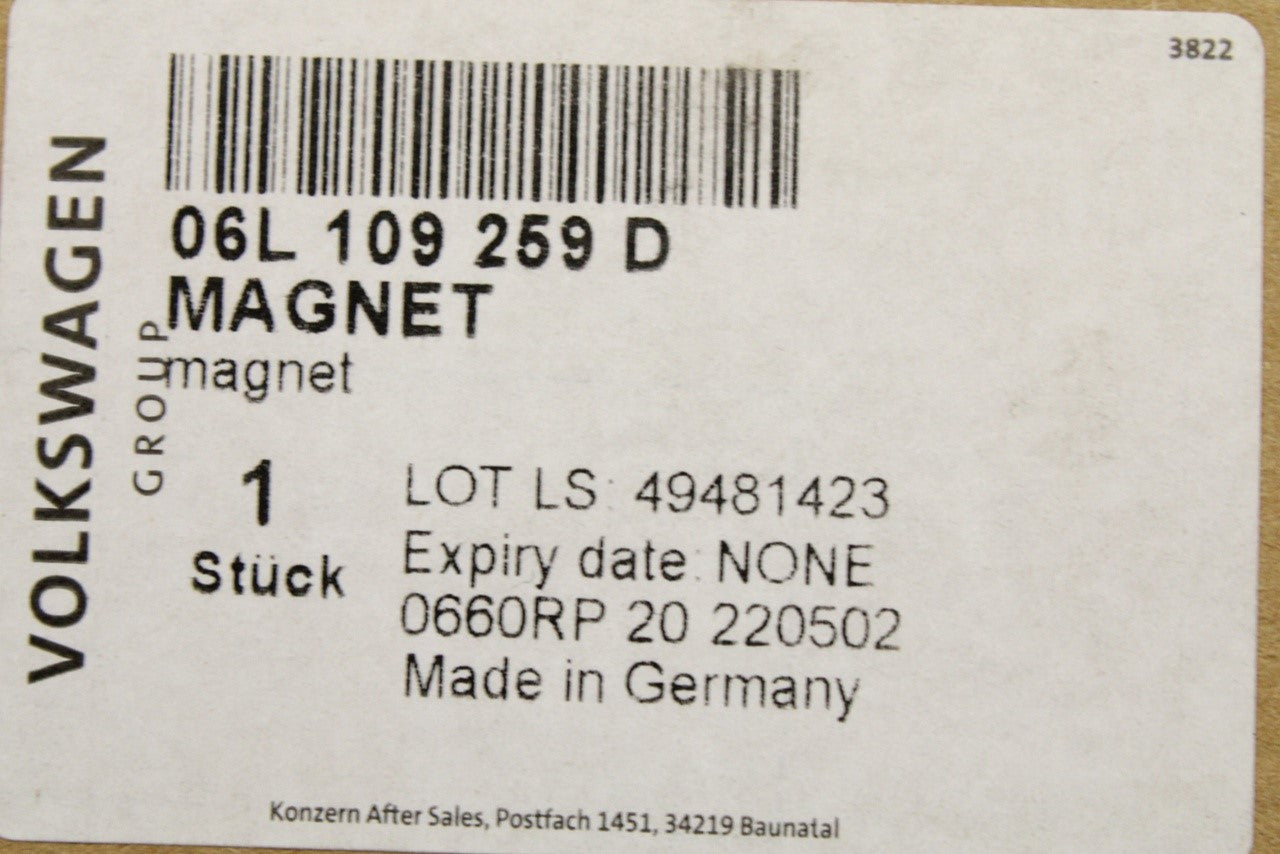 3822
VOLKSWAGEN
GROUP
06L 109 259 D
MAGNET
magnet
1
Stück
LOT LS: 49481423
Expiry date: NONE
0660RP 20 220502
Made in Germany
Konzern After Sales, Postfach 1451, 34219 Baunatal